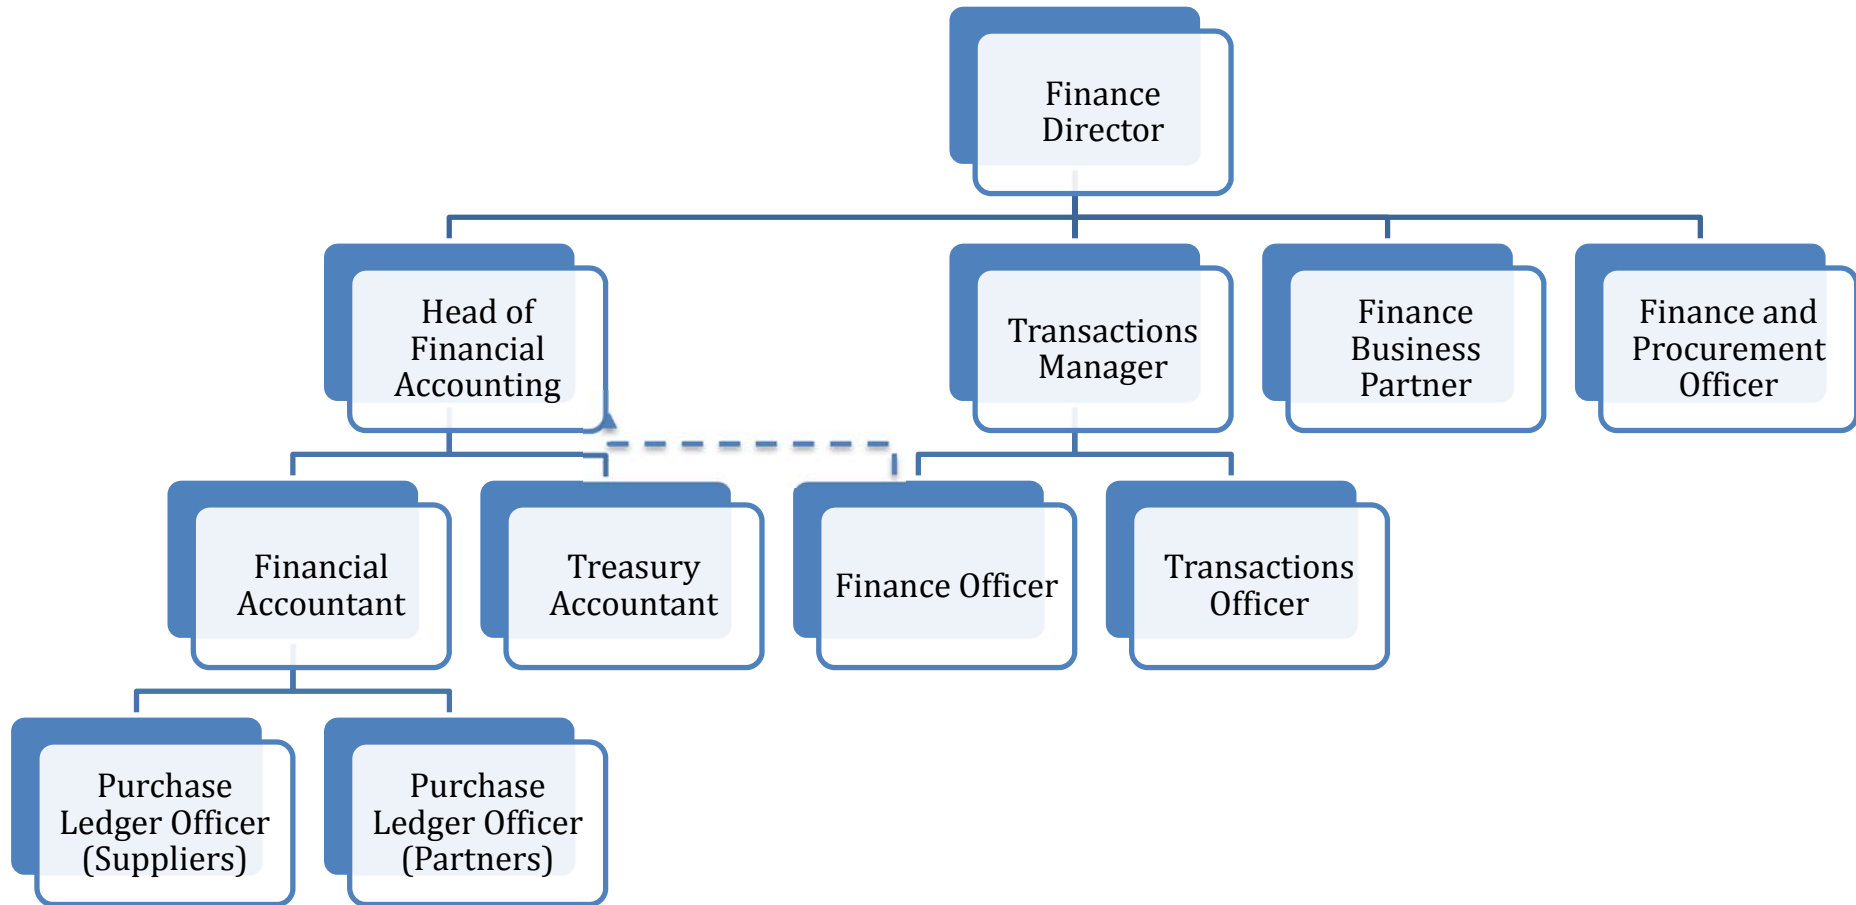 Finance
Director
Head of
Financial
Accounting
Transactions
Manager
Finance
Business
Partner
Finance and
Procurement
Officer
Financial
Accountant
Treasury
Accountant
Finance Officer
Transactions
Officer
Purchase
Ledger Officer
(Suppliers)
Purchase
Ledger Officer
(Partners)